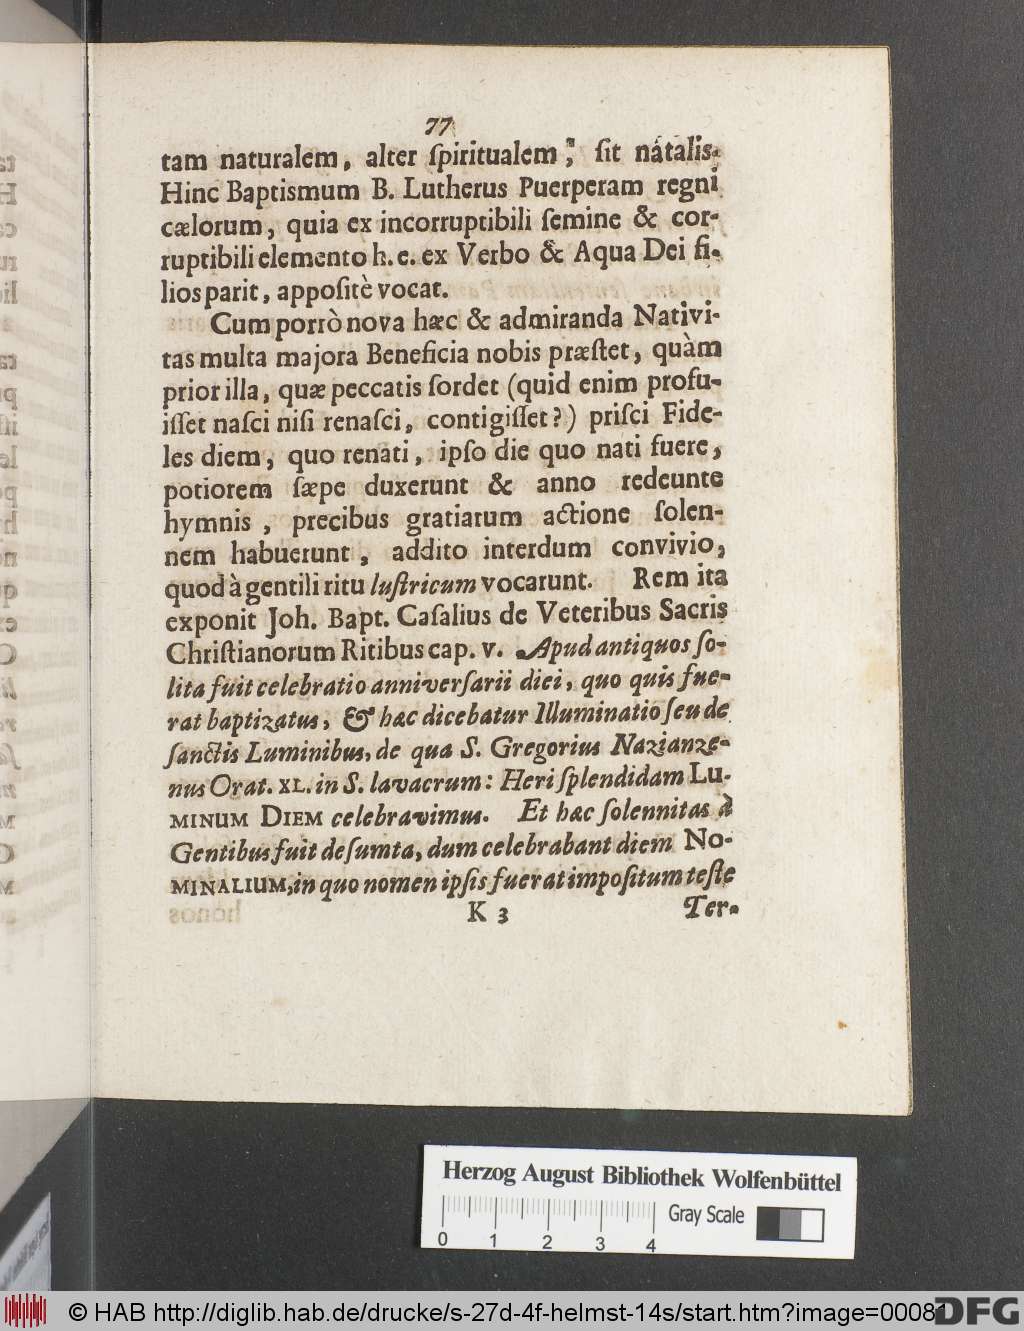 77
tam naturalem, alter ſpiritualem, ſit natalis.
Hinc Baptismum B. Lutherus Puerperam regni
cælorum, quia ex incorruptibili ſemine & cor-
ruptibili elemento h. e. ex Verbo & Aqua Dei fi-
lios parit, appoſitè vocat.
Cum porrò nova hæc & admiranda Nativi-
tas multa majora Beneficia nobis præſtet, quàm
prior illa, quæ peccatis ſordet (quid enim profu-
iſſet naſci niſi renaſci, contigiſſet?) priſci Fide-
les diem, quo renati, ipſo die quo nati fuere,
potiorem ſæpe duxerunt & anno redeunte
hymnis, precibus gratiarum actione ſolen-
nem habuerunt, addito interdum convivio,
quod à gentili ritu luſtricum vocarunt. Rem ita
exponit Joh. Bapt. Caſalius de Veteribus Sacris
Chriſtianorum Ritibus cap. v. Apud antiquos ſo-
lita fuit celebratio anniverſarii diei, quo quis fue-
rat baptizatus, & hæc dicebatur Illuminatio ſeu de
ſanctis Luminibus, de qua S. Gregorius Nazianze-
nus Orat. XL. in S. lavacrum: Heri ſplendidam LU-
MINUM DIEM celebravimus. Et hæc ſolennitas à
Gentibus fuit deſumta, dum celebrabant diem NO-
MINALIUM, in quo nomen ipſis fuerat impoſitum teſte
K 3
Ter-
Herzog August Bibliothek Wolfenbüttel
Gray Scale
0 1 2 3 4
© HAB http://diglib.hab.de/drucke/s-27d-4f-helmst-14s/start.htm?image=00081
DFG